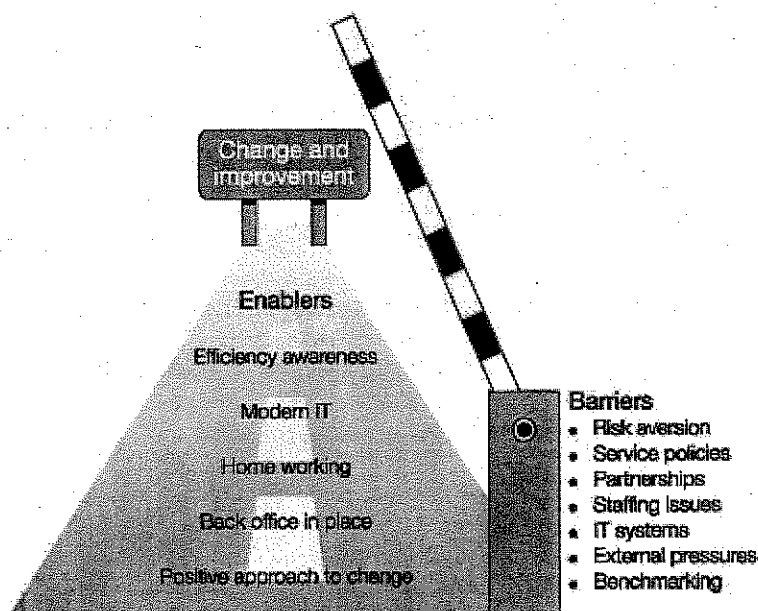 Change and
improvement
Enablers
Efficiency awareness
Modern IT
Home working
Back office in place
Positive approach to change
Barriers
• Risk aversion
• Service policies
• Partnerships
• Staffing Issues
• IT systems
• External pressures
• Benchmarking